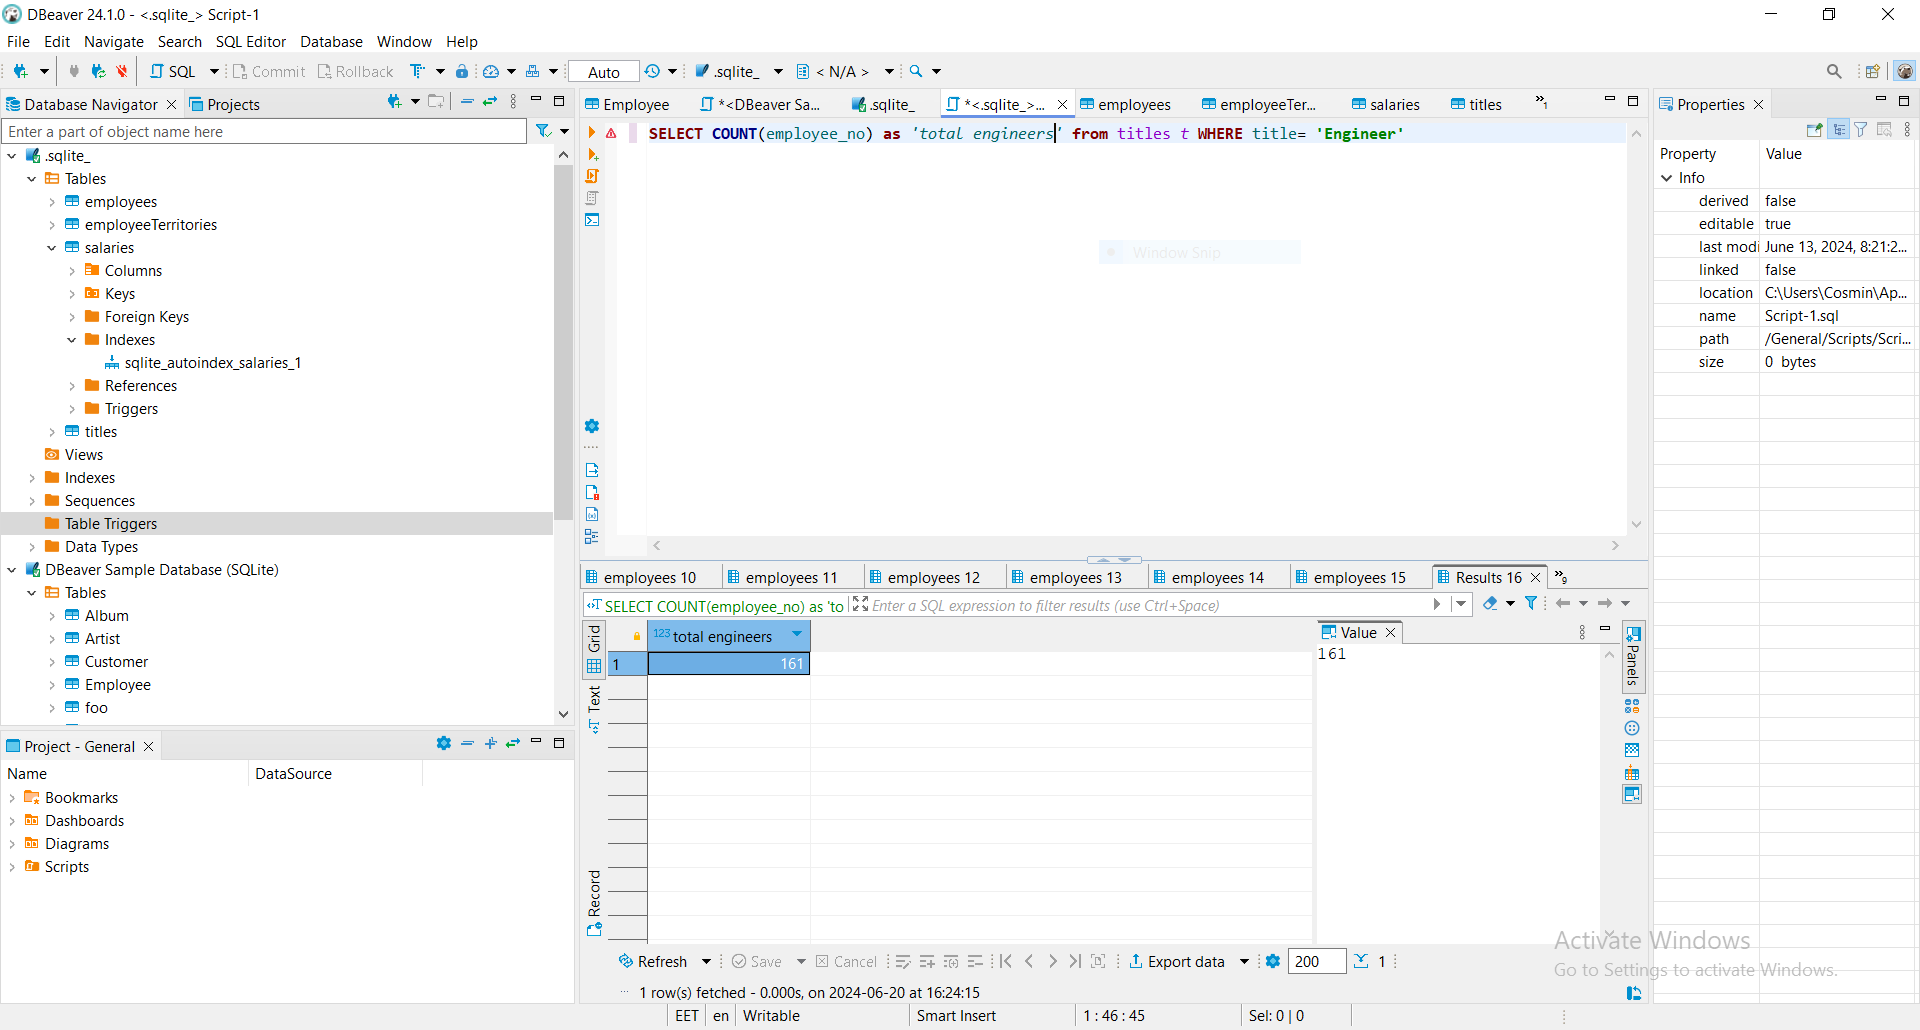 DBeaver 24.1.0 - <.sqlite_> Script-1
File Edit Navigate Search SQL Editor Database Window Help
SQL Commit Rollback Auto .sqlite_ < N/A >
Database Navigator Projects
Enter a part of object name here
.sqlite_
Tables
employees
employeeTerritories
salaries
Columns
Keys
Foreign Keys
Indexes
sqlite_autoindex_salaries_1
References
Triggers
titles
Views
Indexes
Sequences
Table Triggers
Data Types
DBeaver Sample Database (SQLite)
Tables
Album
Artist
Customer
Employee
foo
Project - General
Name DataSource
Bookmarks
Dashboards
Diagrams
Scripts
Employee *<DBeaver Sa... .sqlite_ *<.sqlite_>... employees employeeTer... salaries titles »1
SELECT COUNT(employee_no) as 'total engineers' from titles t WHERE title= 'Engineer'
Window Snip
employees 10 employees 11 employees 12 employees 13 employees 14 employees 15 Results 16 »9
SELECT COUNT(employee_no) as 'to Enter a SQL expression to filter results (use Ctrl+Space)
Grid
Text
Record
123 total engineers
1 161
Value
161
Panels
Refresh Save Cancel Export data 200 1
1 row(s) fetched - 0.000s, on 2024-06-20 at 16:24:15
EET en Writable Smart Insert 1 : 46 : 45 Sel: 0 | 0
Properties
Property Value
Info
derived false
editable true
last modi June 13, 2024, 8:21:2...
linked false
location C:\Users\Cosmin\Ap...
name Script-1.sql
path /General/Scripts/Scri...
size 0 bytes
Activate Windows
Go to Settings to activate Windows.